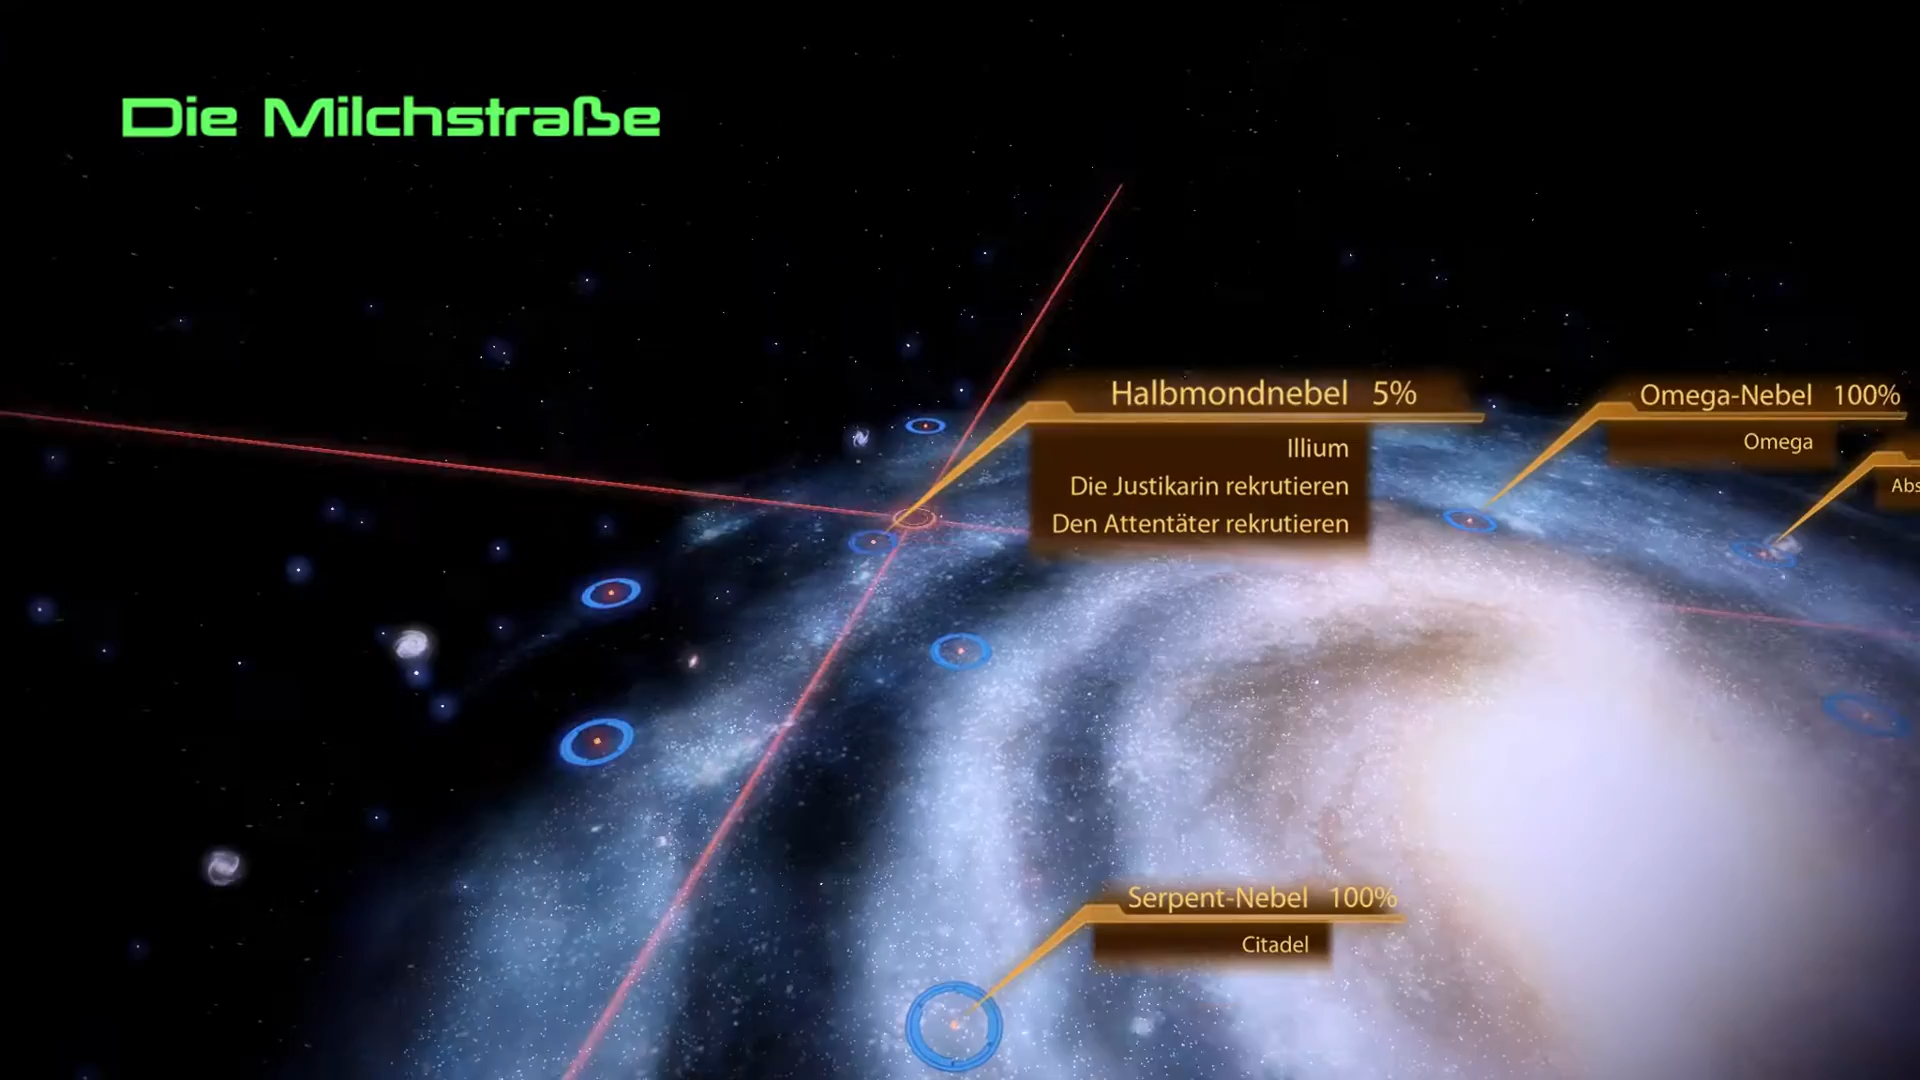 Die Milchstraße
Halbmondnebel 5%
Illium
Die Justikarin rekrutieren
Den Attentäter rekrutieren
Omega-Nebel 100%
Omega
Serpent-Nebel 100%
Citadel